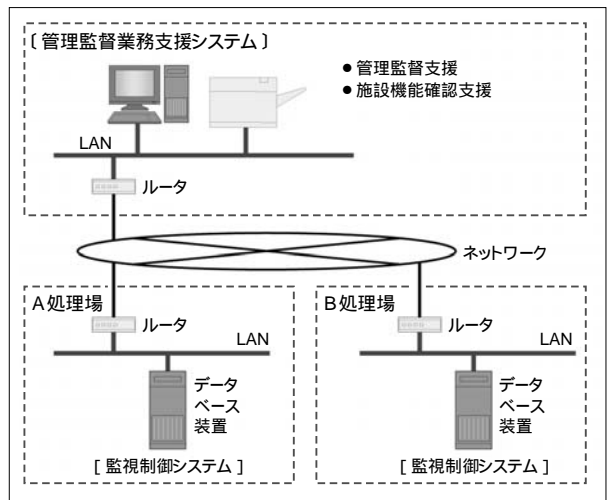 〔管理監督業務支援システム〕
● 管理監督支援
● 施設機能確認支援
LAN
ルータ
ネットワーク
A処理場
ルータ
LAN
データ
ベース
装置
[ 監視制御システム ]
B処理場
ルータ
LAN
データ
ベース
装置
[ 監視制御システム ]